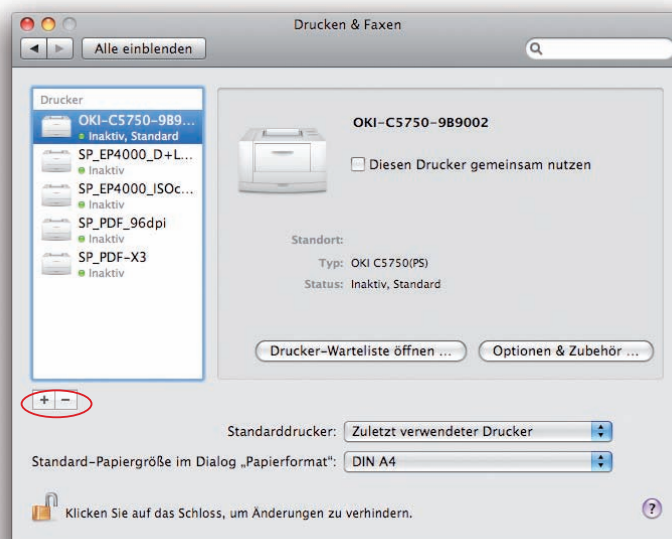 Drucken & Faxen
Alle einblenden
Drucker
OKI-C5750-9B9...
Inaktiv, Standard
SP_EP4000_D+L...
Inaktiv
SP_EP4000_ISOc...
Inaktiv
SP_PDF_96dpi
Inaktiv
SP_PDF-X3
Inaktiv
OKI-C5750-9B9002
Diesen Drucker gemeinsam nutzen
Standort:
Typ: OKI C5750(PS)
Status: Inaktiv, Standard
Drucker-Warteliste öffnen ...
Optionen & Zubehör ...
+ −
Standarddrucker: Zuletzt verwendeter Drucker
Standard-Papiergröße im Dialog „Papierformat“: DIN A4
Klicken Sie auf das Schloss, um Änderungen zu verhindern. ?